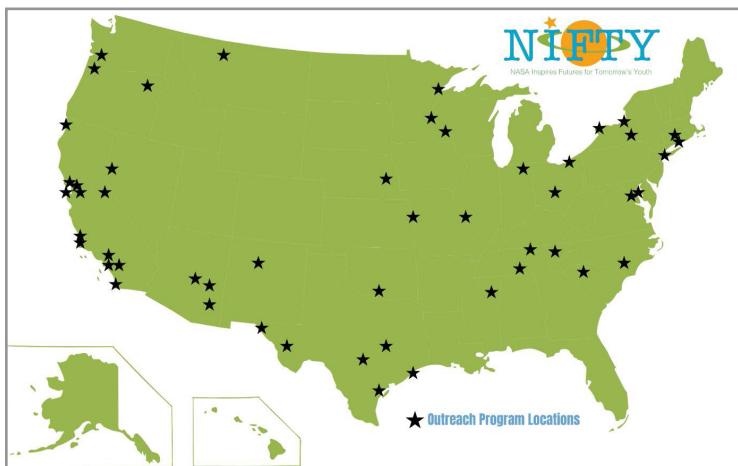 NIFTY
NASA Inspires Futures for Tomorrow's Youth
Outreach Program Locations